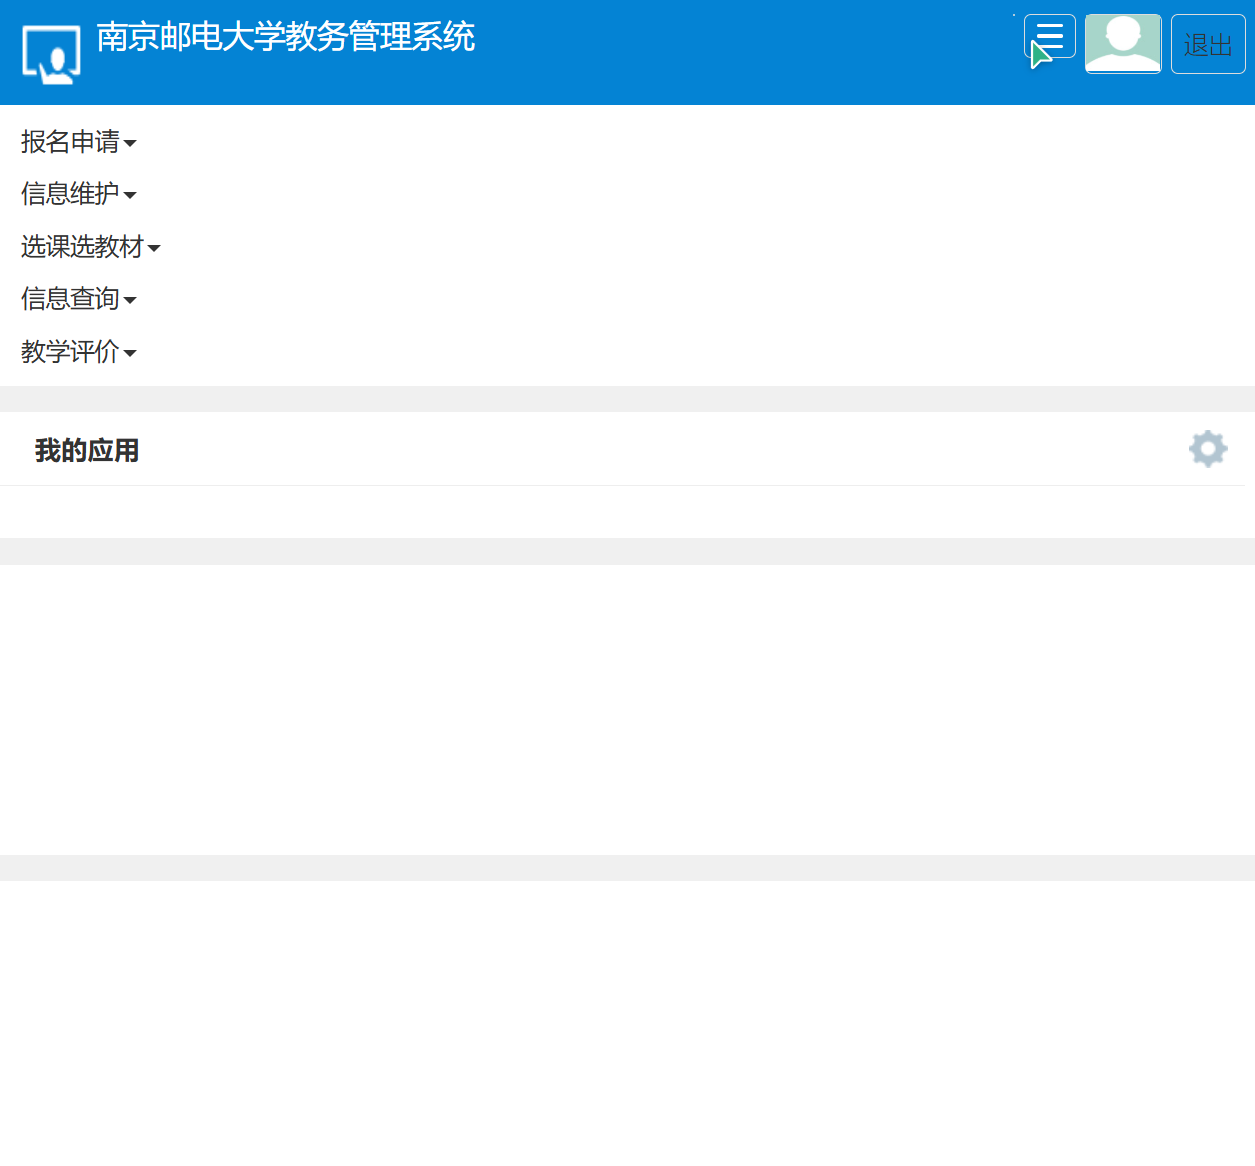 南京邮电大学教务管理系统
退出
报名申请
信息维护
选课选教材
信息查询
教学评价
我的应用